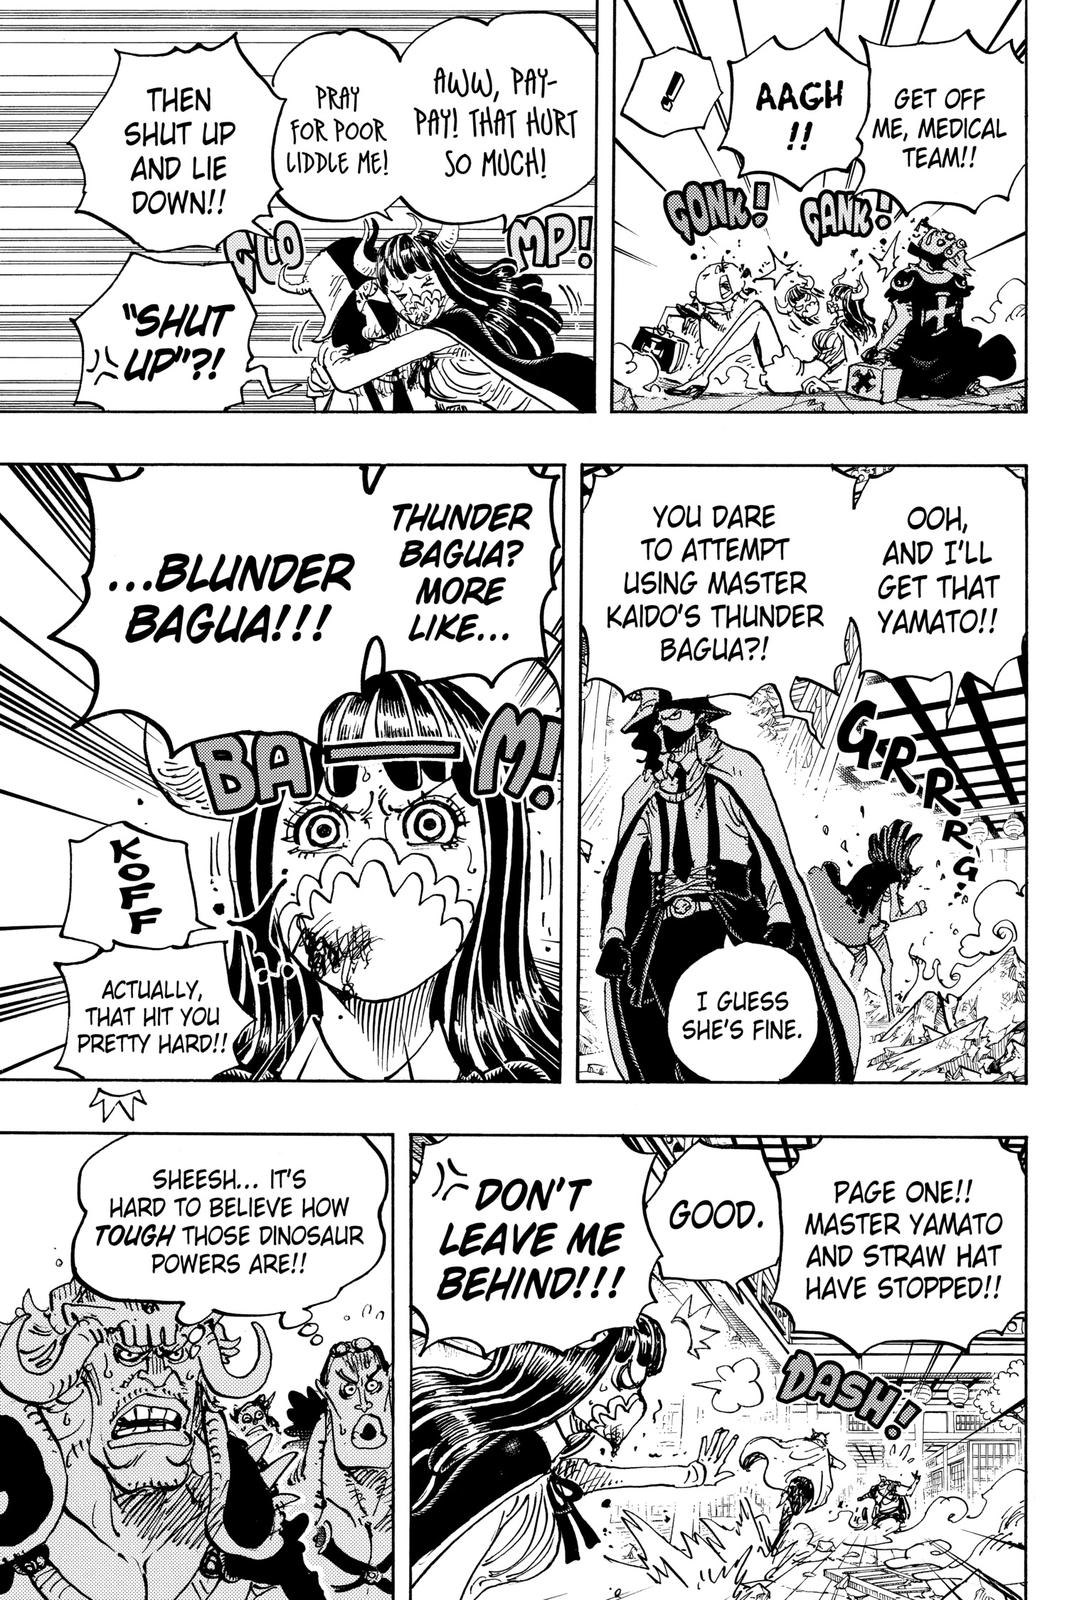 GET OFF
ME, MEDICAL
TEAM!!
AAGH
!!
!
GONK!
GANK!
AWW, PAY-
PAY! THAT HURT
SO MUCH!
PRAY
FOR POOR
LIDDLE ME!
GLO
MP!
THEN
SHUT UP
AND LIE
DOWN!!
"SHUT
UP"?!
OOH,
AND I'LL
GET THAT
YAMATO!!
YOU DARE
TO ATTEMPT
USING MASTER
KAIDO'S THUNDER
BAGUA?!
GRRRRG!
I GUESS
SHE'S FINE.
THUNDER
BAGUA?
MORE
LIKE...
...BLUNDER
BAGUA!!!
BA—M!
KOFF
ACTUALLY,
THAT HIT YOU
PRETTY HARD!!
PAGE ONE!!
MASTER YAMATO
AND STRAW HAT
HAVE STOPPED!!
GOOD.
DON'T
LEAVE ME
BEHIND!!!
DASH!
SHEESH... IT'S
HARD TO BELIEVE HOW
TOUGH THOSE DINOSAUR
POWERS ARE!!